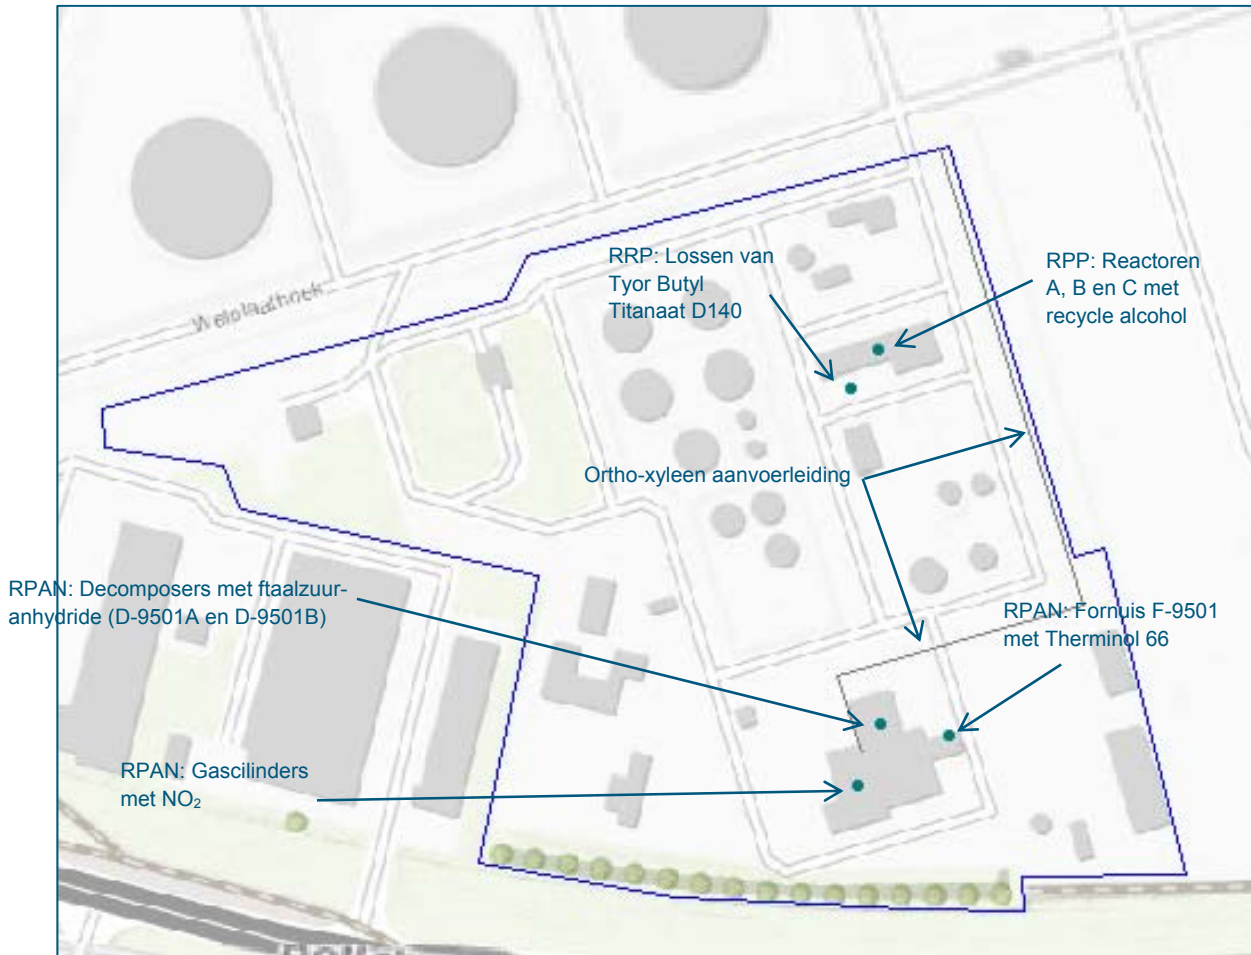 RRP: Lossen van
Tyor Butyl
Titanaat D140
RPP: Reactoren
A, B en C met
recycle alcohol
Ortho-xyleen aanvoerleiding
RPAN: Decomposers met ftaalzuur-
anhydride (D-9501A en D-9501B)
RPAN: Fornuis F-9501
met Therminol 66
RPAN: Gascilinders
met NO₂